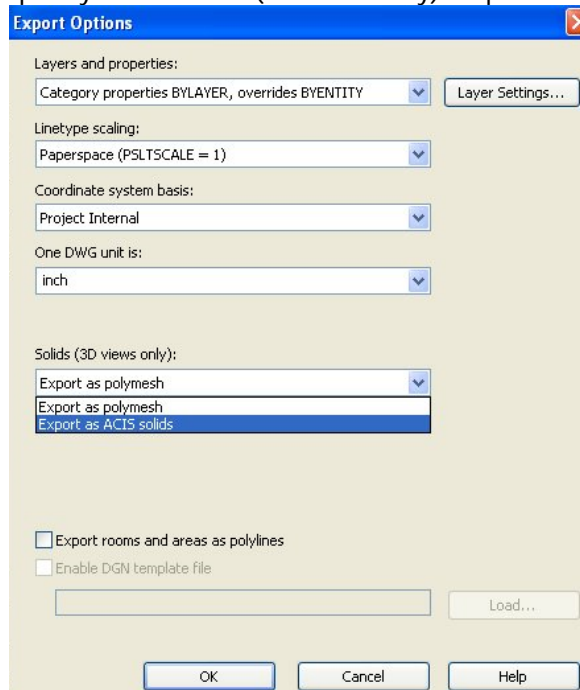 Export Options
Layers and properties:
Category properties BYLAYER, overrides BYENTITY
Layer Settings...
Linetype scaling:
Paperspace (PSLTSCALE = 1)
Coordinate system basis:
Project Internal
One DWG unit is:
inch
Solids (3D views only):
Export as polymesh
Export as polymesh
Export as ACIS solids
Export rooms and areas as polylines
Enable DGN template file
Load...
OK Cancel Help